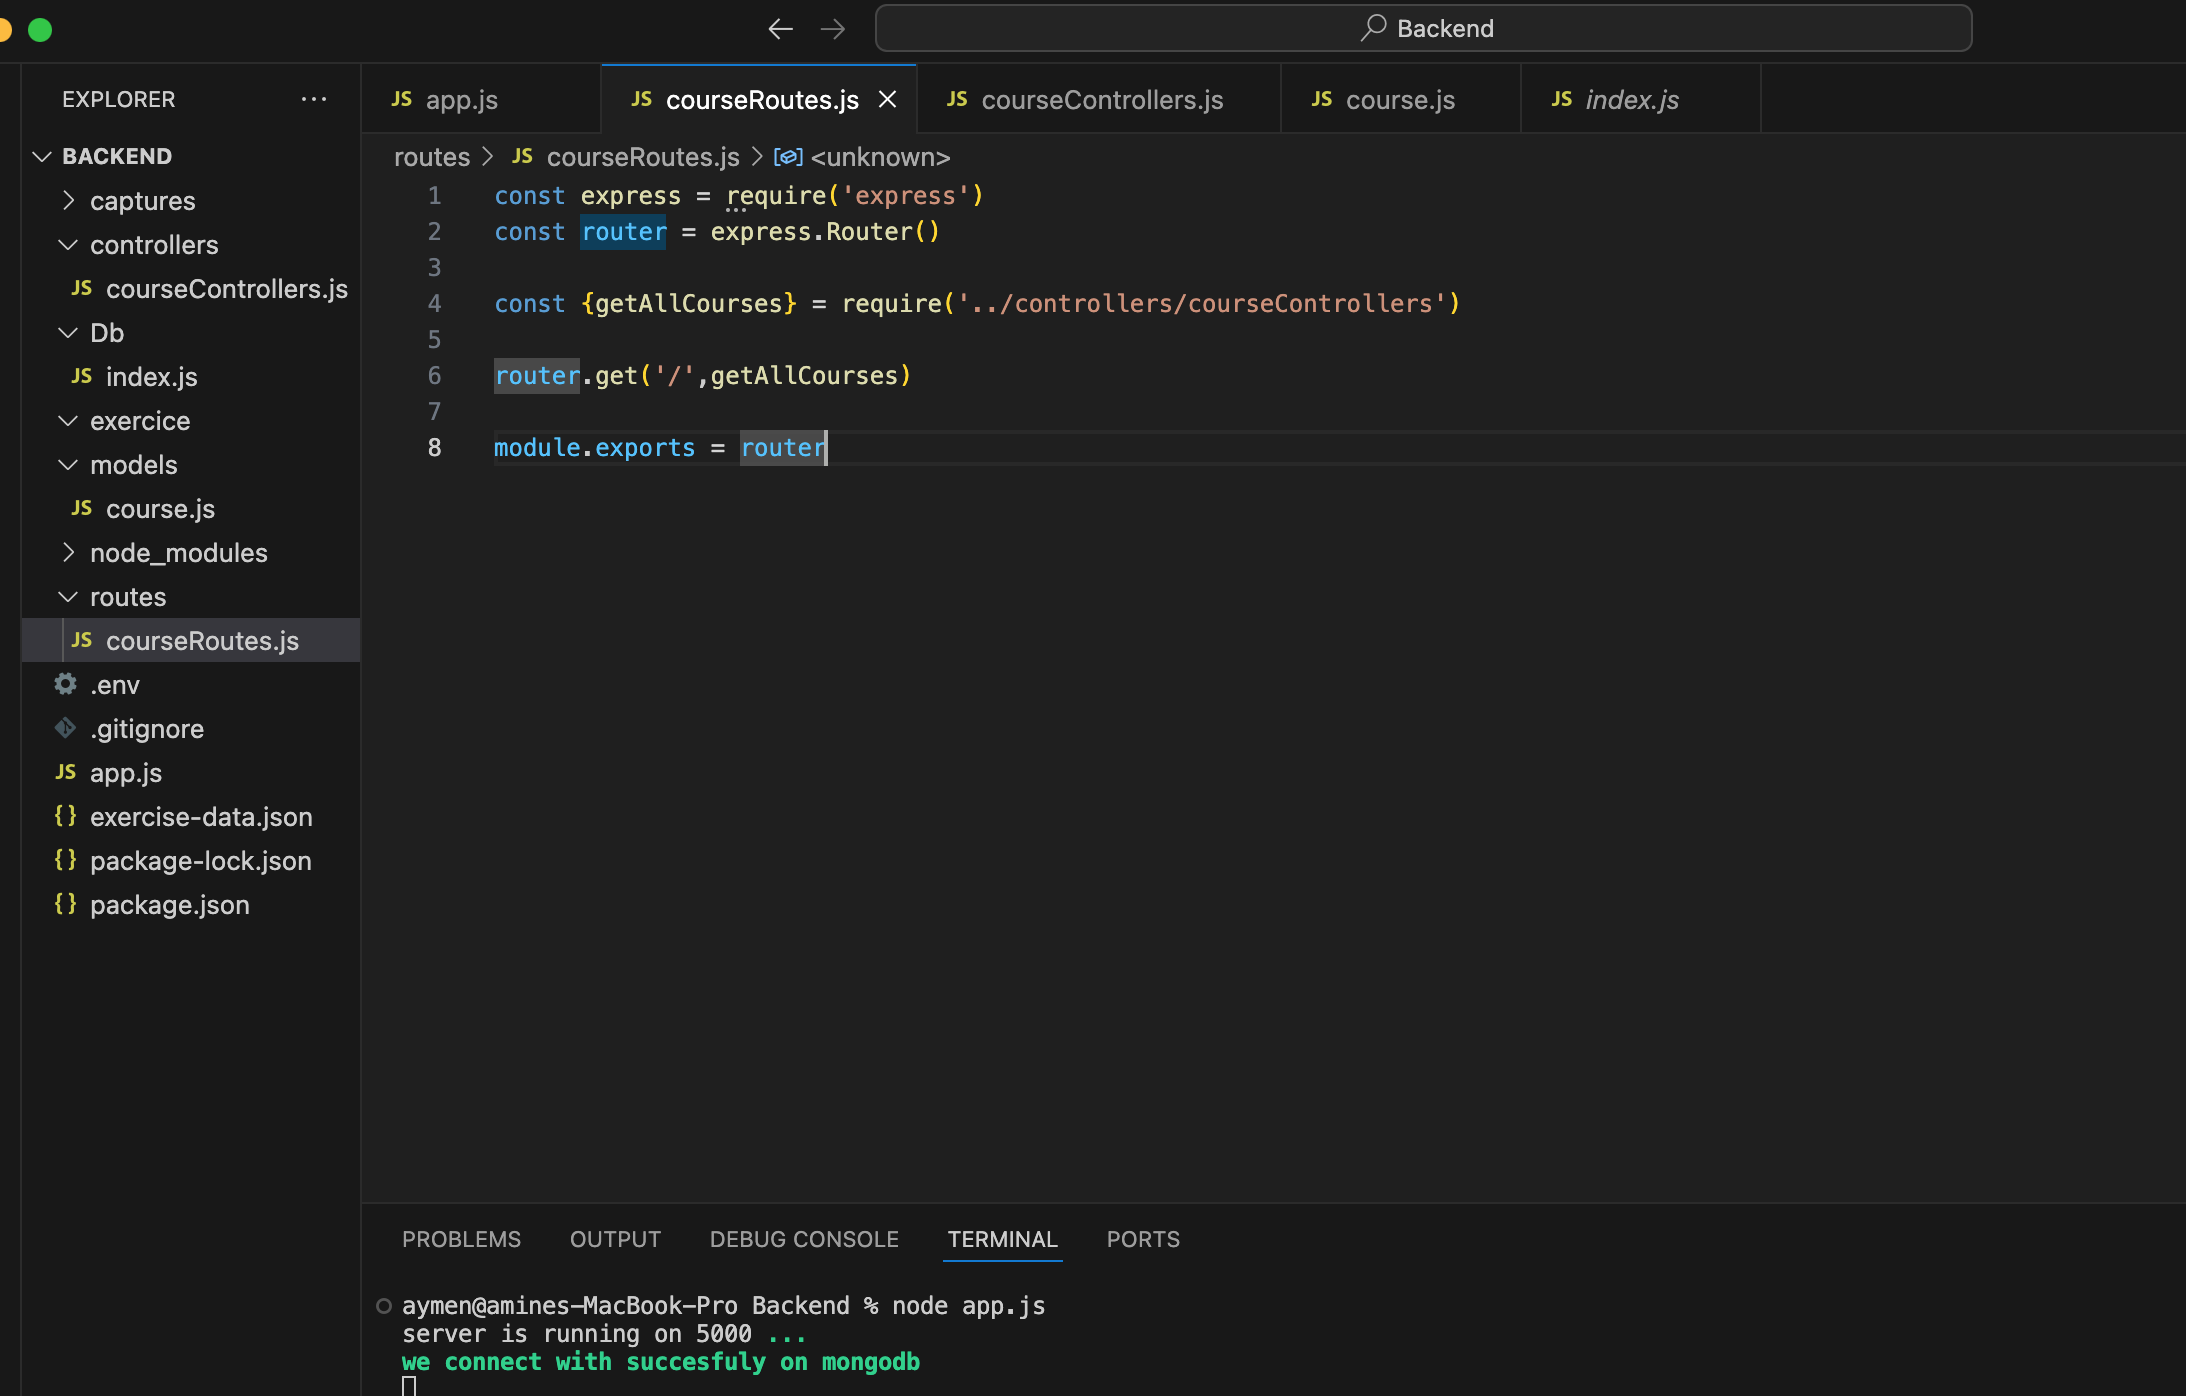 Backend
EXPLORER ...
BACKEND
captures
controllers
JS courseControllers.js
Db
JS index.js
exercice
models
JS course.js
node_modules
routes
JS courseRoutes.js
.env
.gitignore
JS app.js
{} exercise-data.json
{} package-lock.json
{} package.json
JS app.js JS courseRoutes.js JS courseControllers.js JS course.js JS index.js
routes > JS courseRoutes.js > <unknown>
1 const express = require('express')
2 const router = express.Router()
3
4 const {getAllCourses} = require('../controllers/courseControllers')
5
6 router.get('/',getAllCourses)
7
8 module.exports = router
PROBLEMS OUTPUT DEBUG CONSOLE TERMINAL PORTS
aymen@amines-MacBook-Pro Backend % node app.js
server is running on 5000 ...
we connect with succesfuly on mongodb